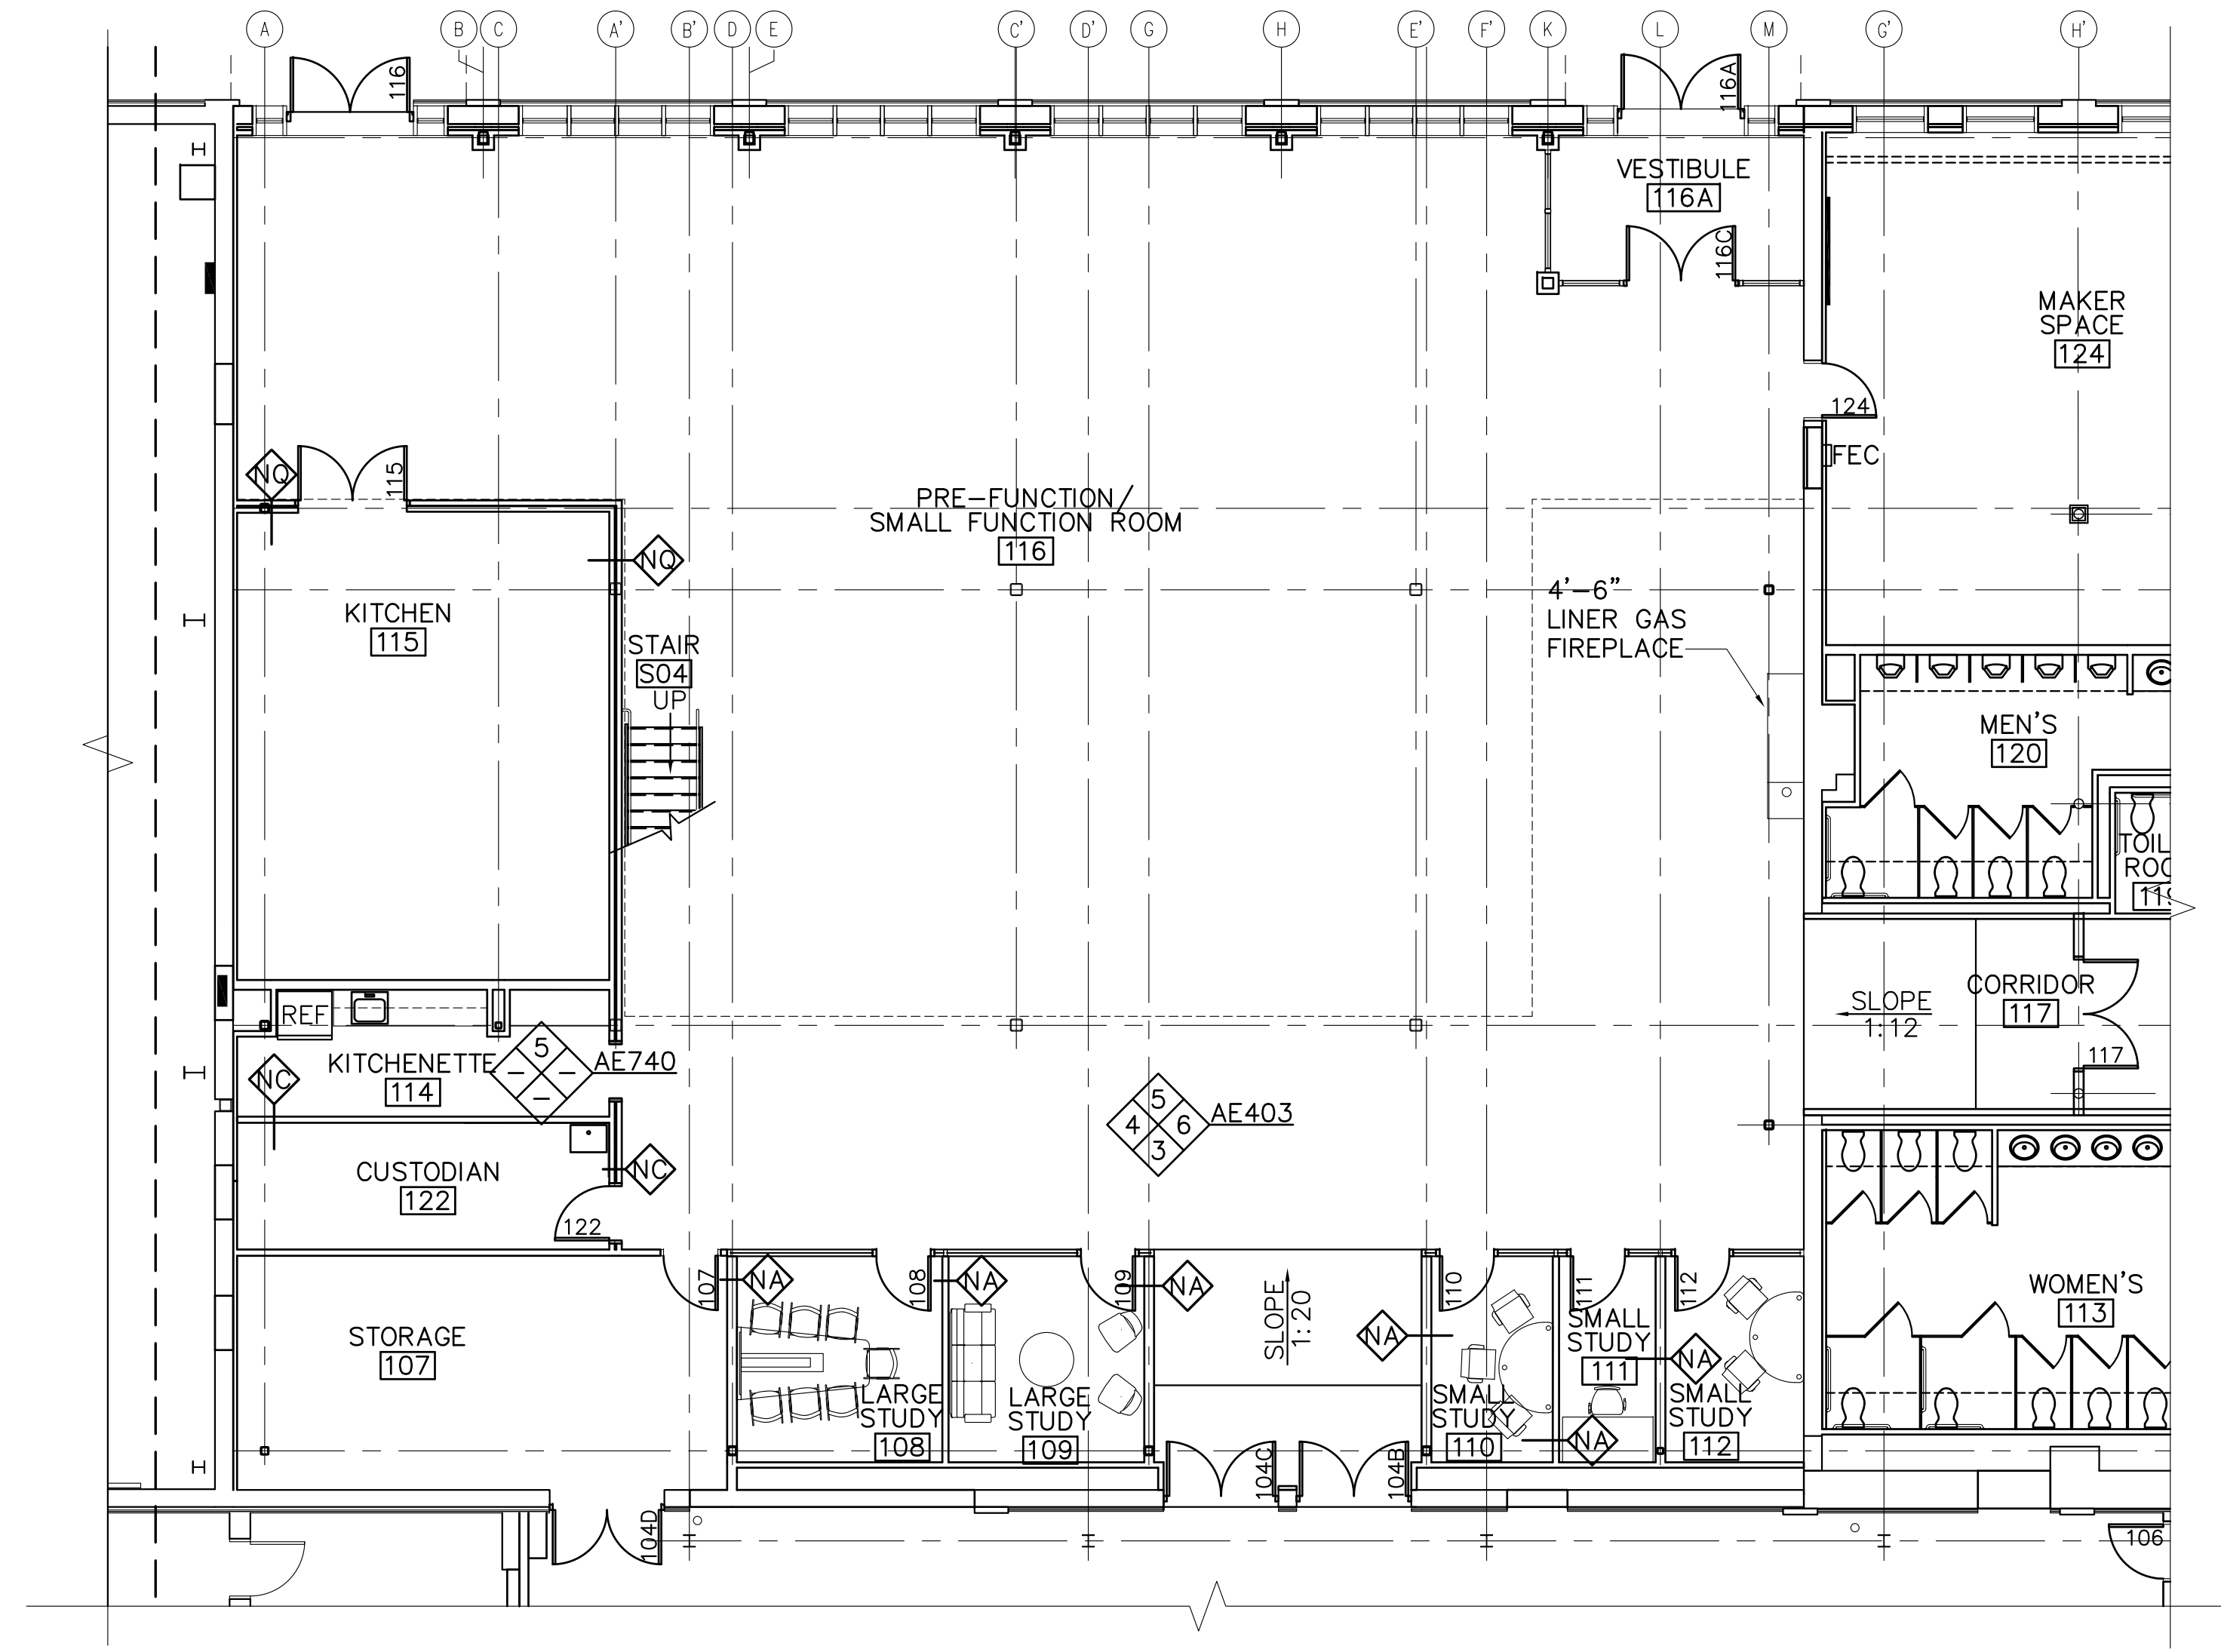 A
B
C
A'
B'
D
E
C'
D'
G
H
E'
F'
K
L
M
G'
H'
116
116A
VESTIBULE
116A
116C
MAKER
SPACE
124
124
FEC
NQ
115
PRE-FUNCTION/
SMALL FUNCTION ROOM
116
NQ
KITCHEN
115
STAIR
S04
UP
4'-6"
LINER GAS
FIREPLACE
MEN'S
120
TOIL
ROO
CORRIDOR
117
SLOPE
1:12
117
REF
KITCHENETTE
114
NC
5
-
-
-
AE740
5
4
6
3
AE403
CUSTODIAN
122
NC
122
STORAGE
107
107
NA
108
NA
109
NA
SLOPE
1:20
NA
110
111
112
SMALL
STUDY
111
NA
LARGE
STUDY
108
LARGE
STUDY
109
SMALL
STUDY
110
NA
SMALL
STUDY
112
WOMEN'S
113
104D
104C
104B
106